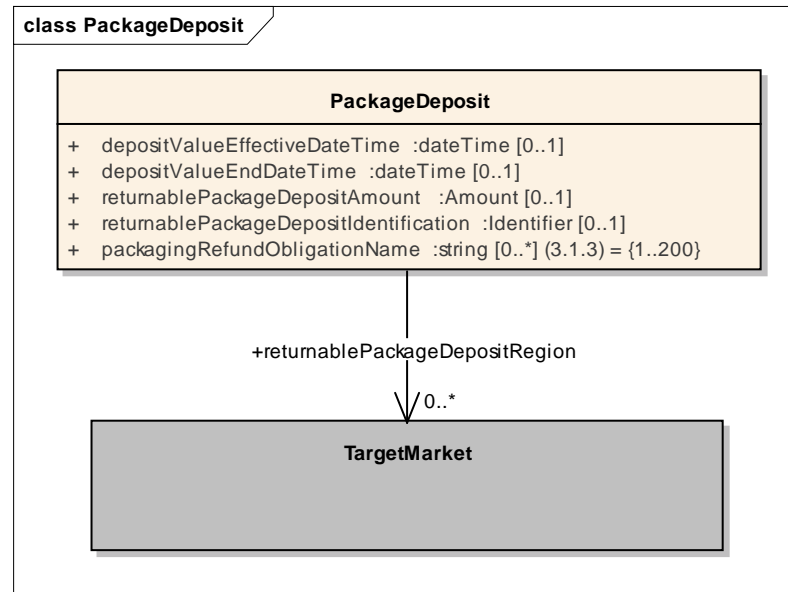 class PackageDeposit
PackageDeposit
+ depositValueEffectiveDateTime :dateTime [0..1]
+ depositValueEndDateTime :dateTime [0..1]
+ returnablePackageDepositAmount :Amount [0..1]
+ returnablePackageDepositIdentification :Identifier [0..1]
+ packagingRefundObligationName :string [0..*] (3.1.3) = {1..200}
+returnablePackageDepositRegion
0..*
TargetMarket